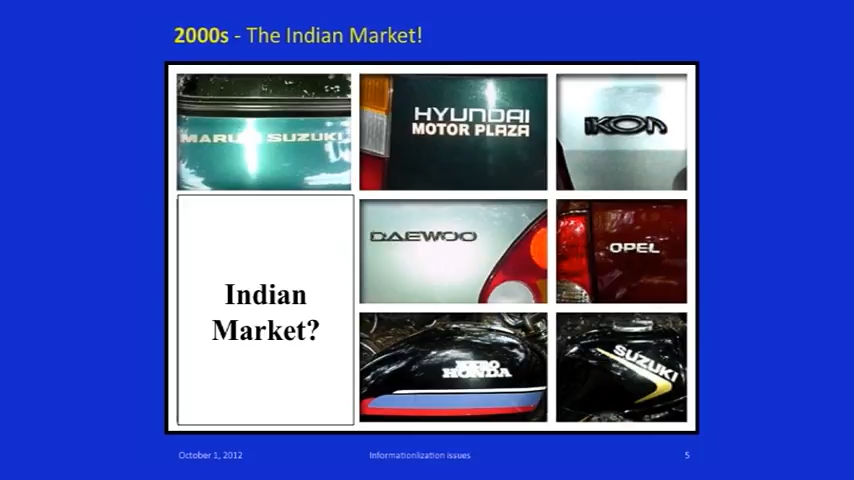 2000s - The Indian Market!
MARUTI SUZUKI
HYUNDAI
MOTOR PLAZA
iKON
DAEWOO
OPEL
Indian
Market?
HERO
HONDA
SUZUKI
October 1, 2012
Informationlization issues
5